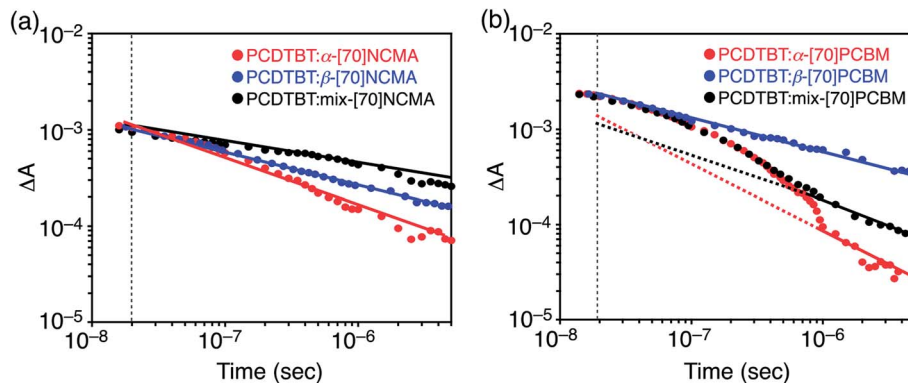 (a)
10⁻²
10⁻³
10⁻⁴
10⁻⁵
ΔA
PCDTBT:α-[70]NCMA
PCDTBT:β-[70]NCMA
PCDTBT:mix-[70]NCMA
10⁻⁸
10⁻⁷
10⁻⁶
Time (sec)
(b)
10⁻²
10⁻³
10⁻⁴
10⁻⁵
ΔA
PCDTBT:α-[70]PCBM
PCDTBT:β-[70]PCBM
PCDTBT:mix-[70]PCBM
10⁻⁸
10⁻⁷
10⁻⁶
Time (sec)